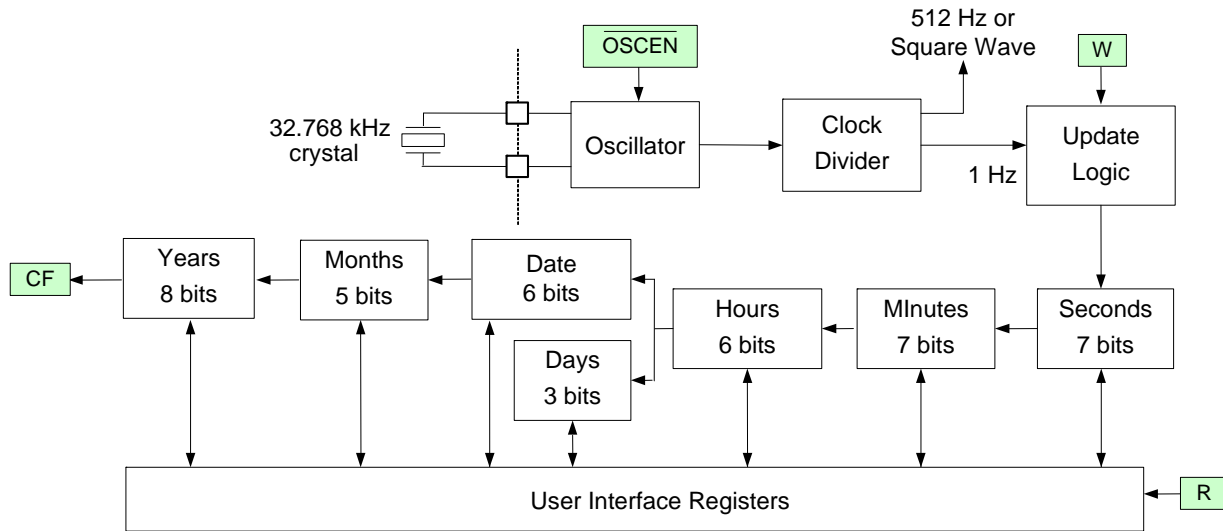 OSCEN
512 Hz or
Square Wave
W
32.768 kHz
crystal
Oscillator
Clock
Divider
1 Hz
Update
Logic
CF
Years
8 bits
Months
5 bits
Date
6 bits
Days
3 bits
Hours
6 bits
MInutes
7 bits
Seconds
7 bits
User Interface Registers
R